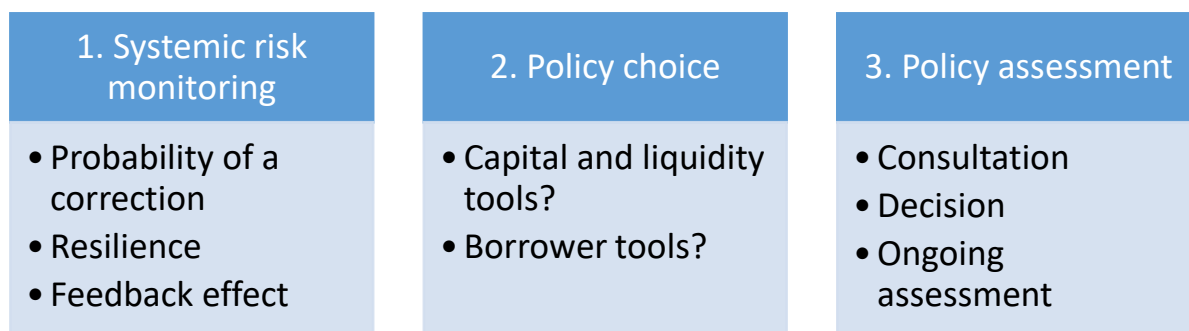 1. Systemic risk
monitoring
• Probability of a
correction
• Resilience
• Feedback effect
2. Policy choice
• Capital and liquidity
tools?
• Borrower tools?
3. Policy assessment
• Consultation
• Decision
• Ongoing
assessment